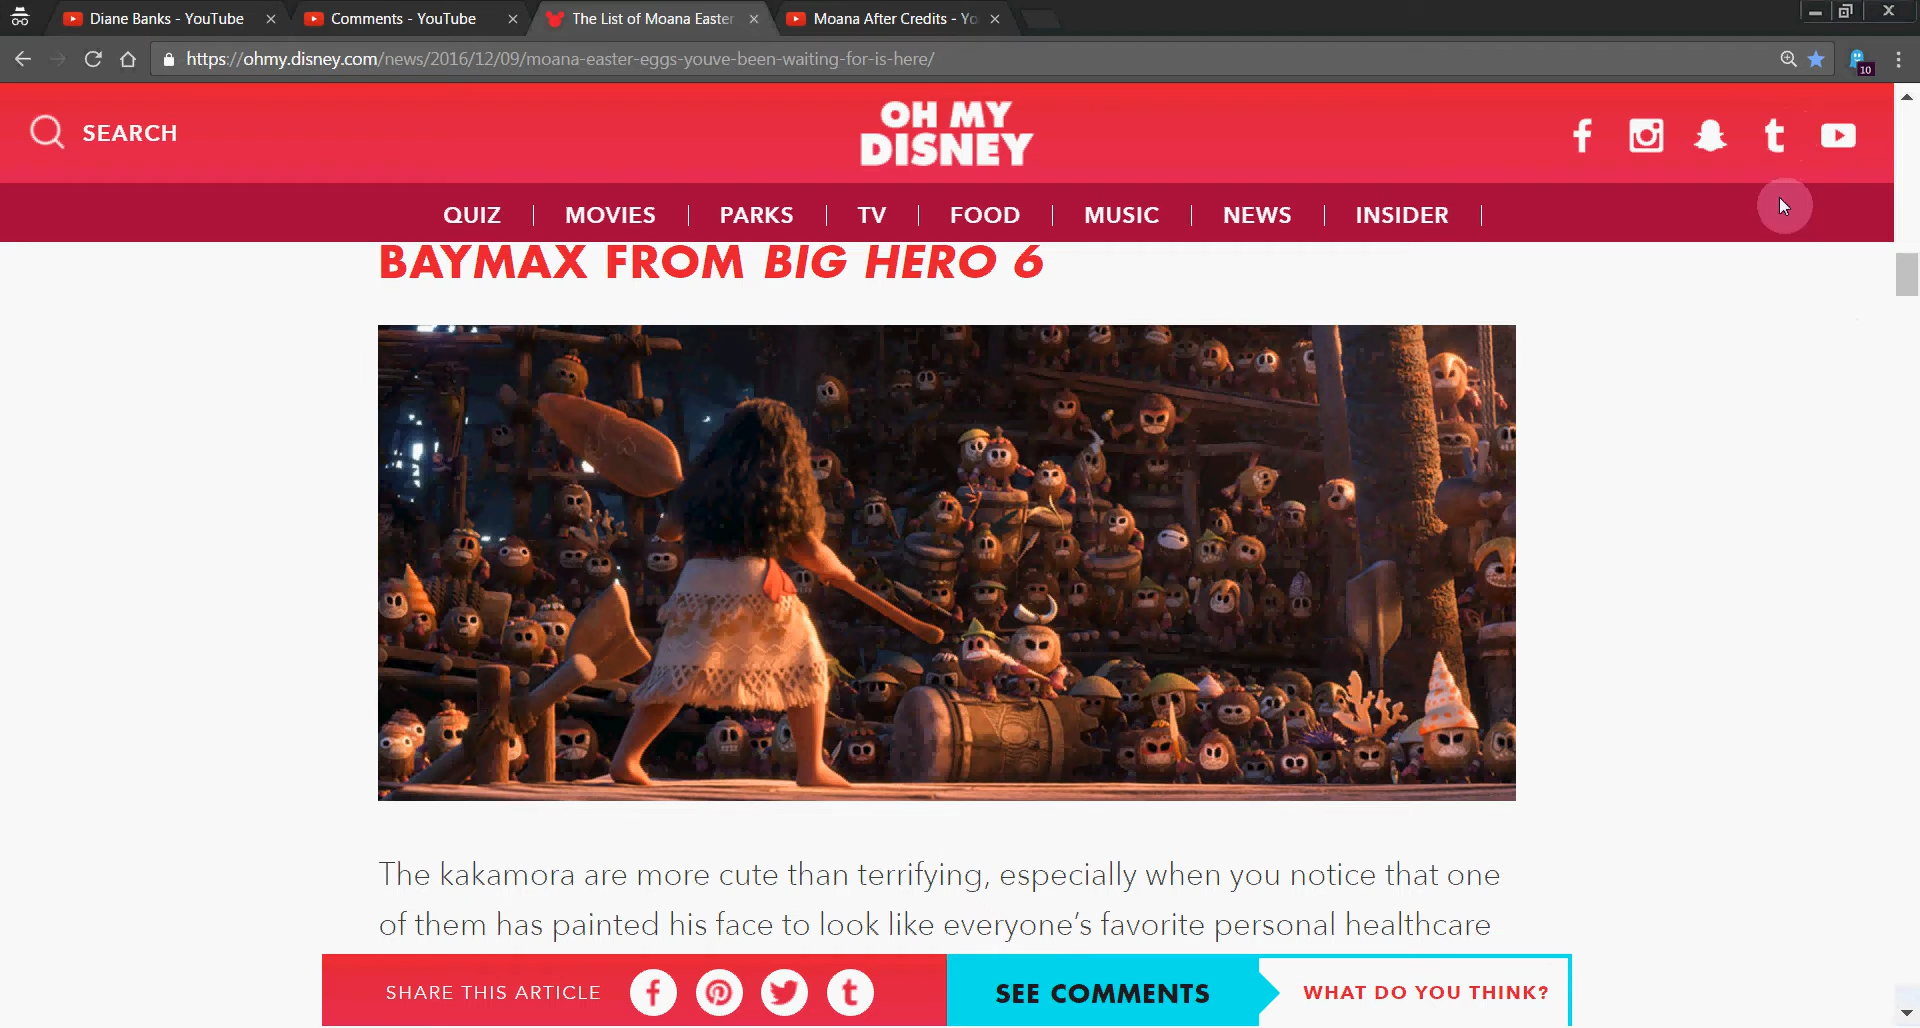 Diane Banks - YouTube
Comments - YouTube
The List of Moana Easter
Moana After Credits - Yo
https://ohmy.disney.com/news/2016/12/09/moana-easter-eggs-youve-been-waiting-for-is-here/
10
SEARCH
OH MY
DISNEY
QUIZ | MOVIES | PARKS | TV | FOOD | MUSIC | NEWS | INSIDER |
BAYMAX FROM BIG HERO 6
The kakamora are more cute than terrifying, especially when you notice that one
of them has painted his face to look like everyone’s favorite personal healthcare
SHARE THIS ARTICLE
SEE COMMENTS
WHAT DO YOU THINK?